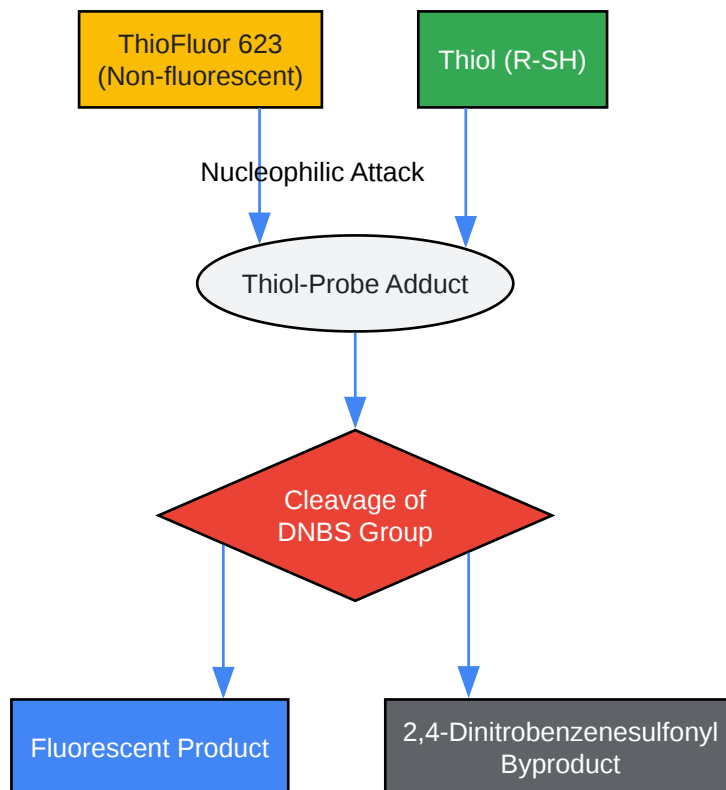 ThioFluor 623
(Non-fluorescent)
Thiol (R-SH)
Nucleophilic Attack
Thiol-Probe Adduct
Cleavage of
DNBS Group
Fluorescent Product
2,4-Dinitrobenzenesulfonyl
Byproduct